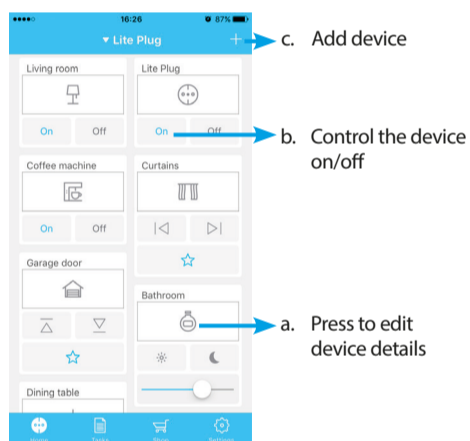 16:26 87%
Lite Plug
c. Add device
Living room
Lite Plug
On Off
On Off
b. Control the device
on/off
Coffee machine
Curtains
On Off
Garage door
Bathroom
a. Press to edit
device details
Dining table
Home Tasks Shop Settings